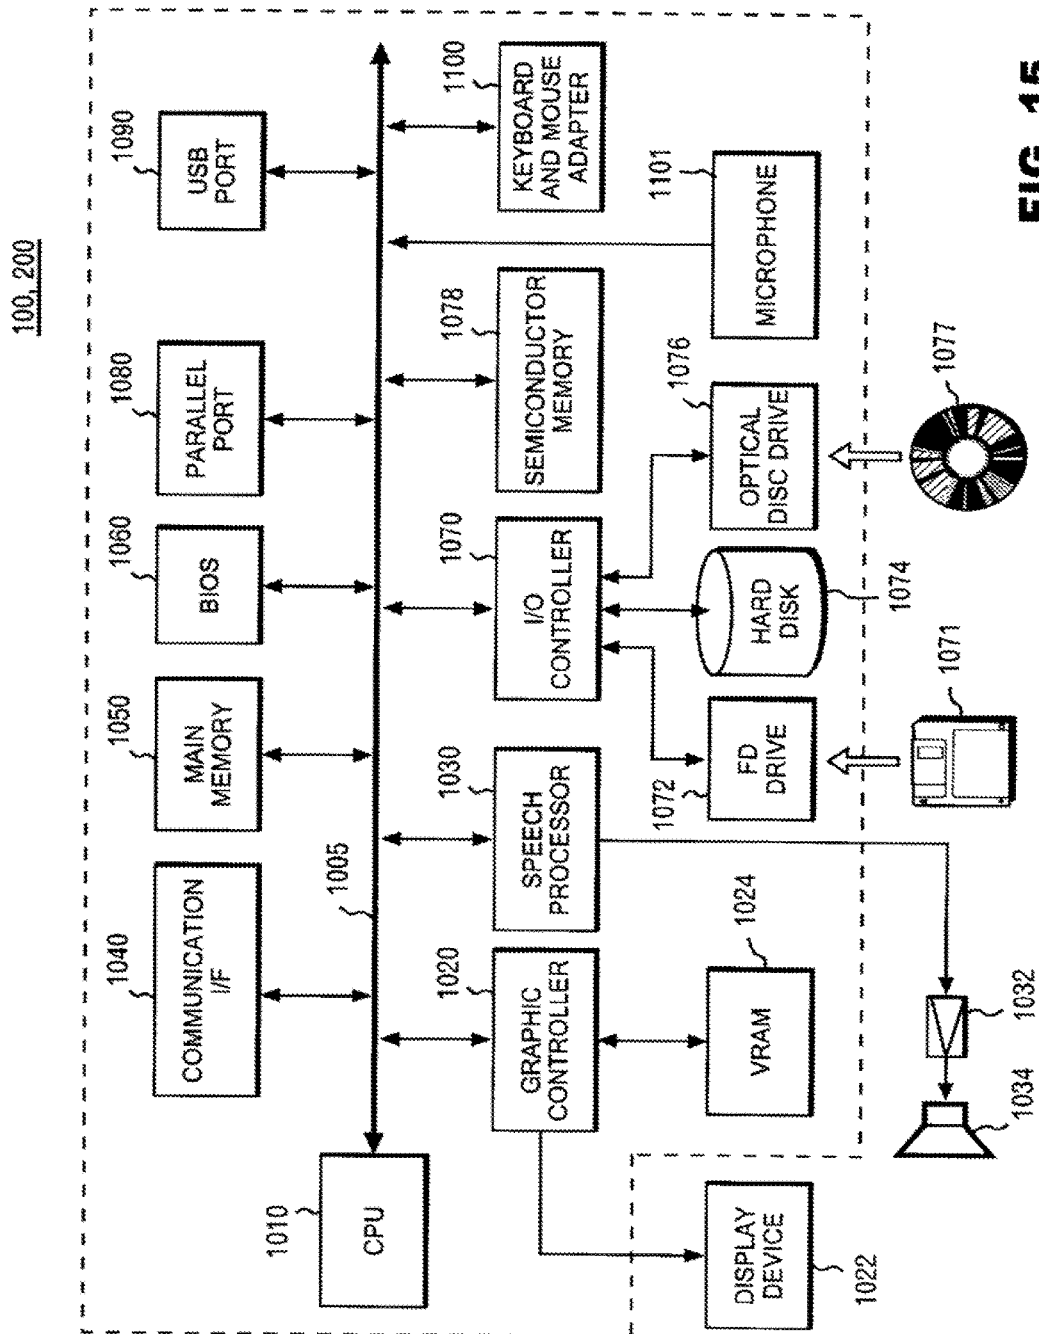 100, 200
1010
CPU
1040
COMMUNICATION
I/F
1050
MAIN
MEMORY
1060
BIOS
1080
PARALLEL
PORT
1090
USB
PORT
1005
1020
GRAPHIC
CONTROLLER
1030
SPEECH
PROCESSOR
1070
I/O
CONTROLLER
1078
SEMICONDUCTOR
MEMORY
1100
KEYBOARD
AND MOUSE
ADAPTER
DISPLAY
DEVICE
1022
1024
VRAM
1072
FD
DRIVE
HARD
DISK
1074
1076
OPTICAL
DISC DRIVE
1101
MICROPHONE
1034
1032
1071
1077
FIG. 15